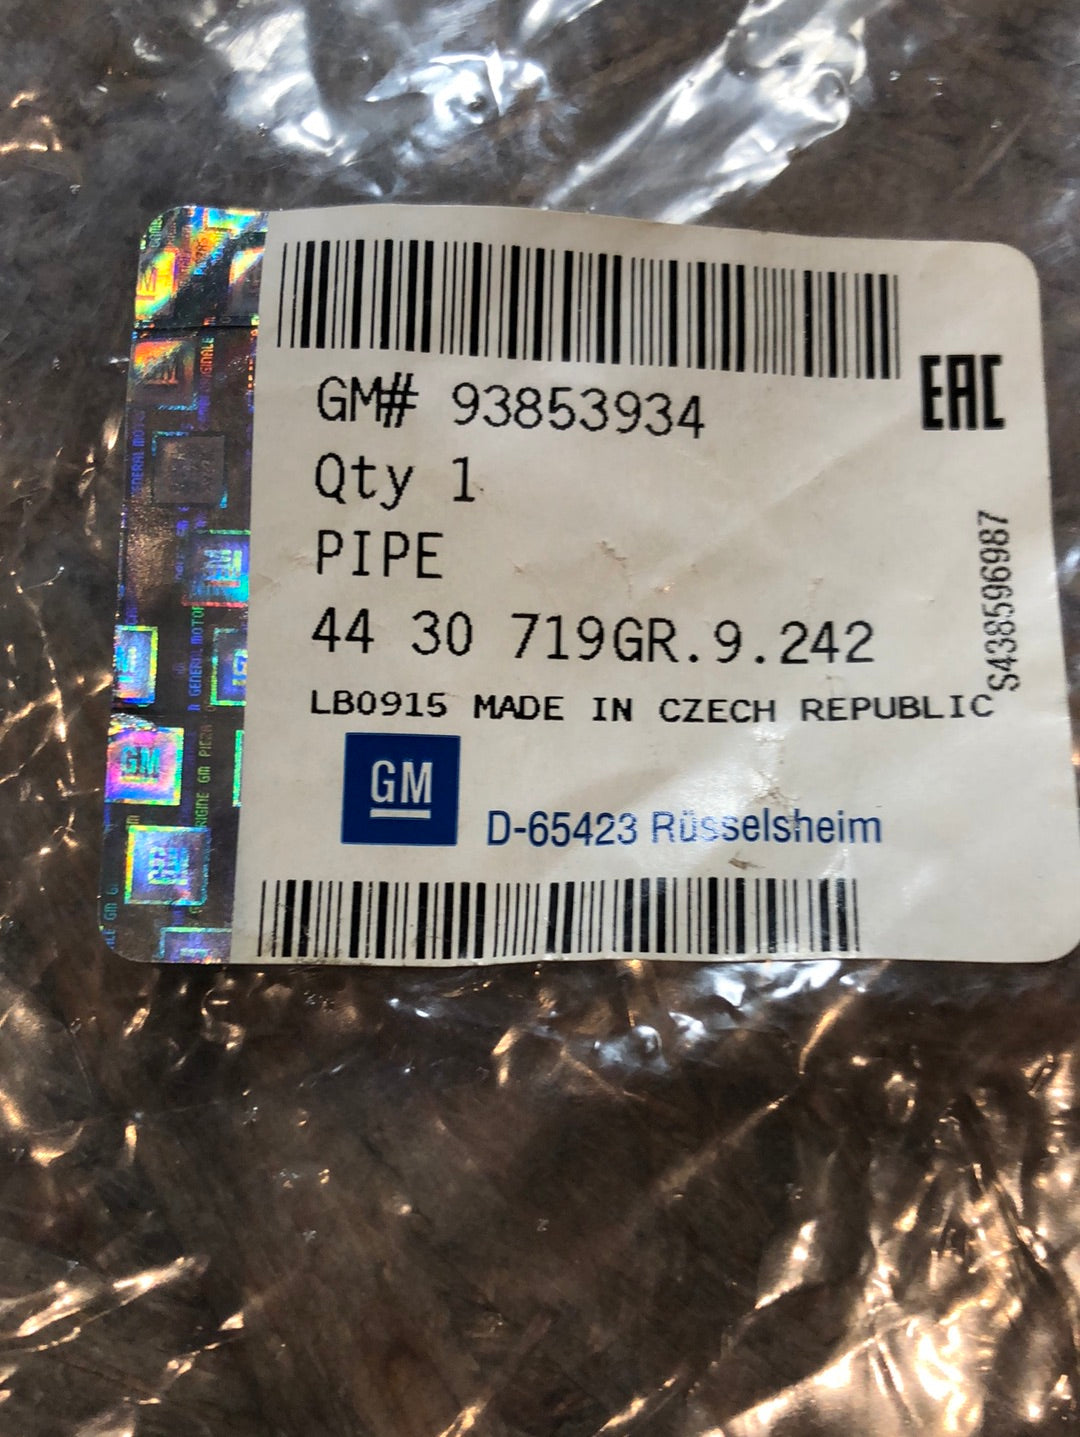 GM# 93853934
EAC
Qty 1
PIPE
44 30 719GR.9.242
S438596987
LB0915 MADE IN CZECH REPUBLIC
GM
D-65423 Rüsselsheim
GM